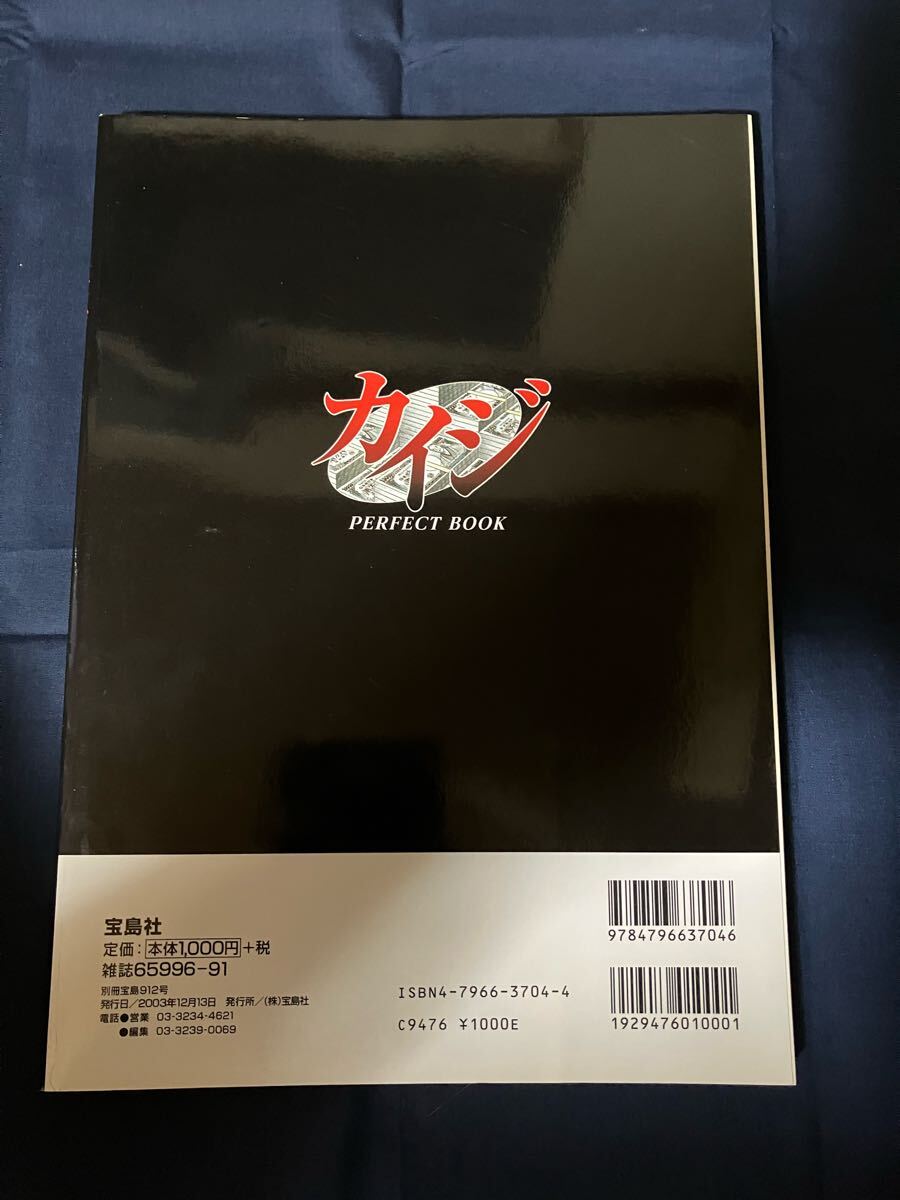 カイジ
PERFECT BOOK
宝島社
定価：本体1,000円+税
雑誌65996-91
別冊宝島912号
発行日／2003年12月13日　発行所／（株）宝島社
電話●営業　03-3234-4621
●編集　03-3239-0069
ISBN4-7966-3704-4
C9476 ¥1000E
9784796637046
1929476010001